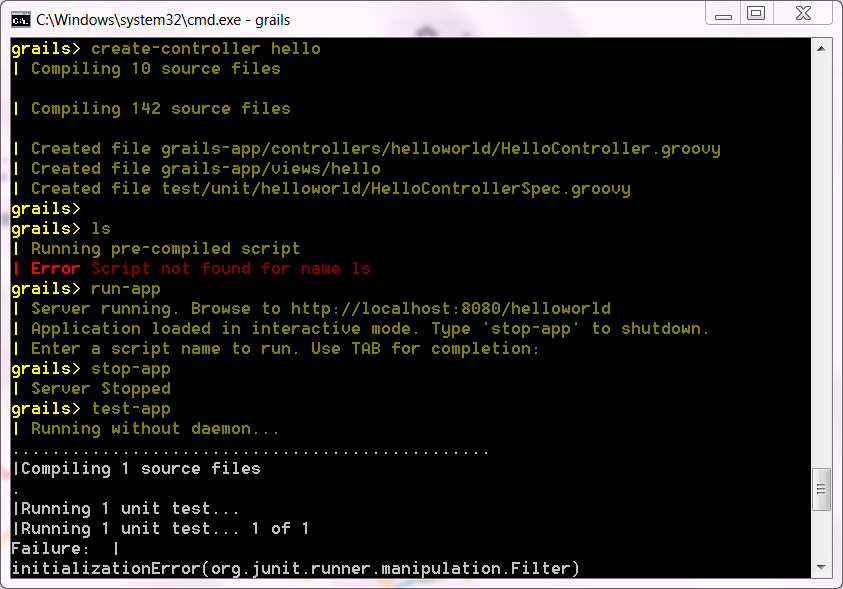 C:\Windows\system32\cmd.exe - grails
grails> create-controller hello
| Compiling 10 source files
| Compiling 142 source files
| Created file grails-app/controllers/helloworld/HelloController.groovy
| Created file grails-app/views/hello
| Created file test/unit/helloworld/HelloControllerSpec.groovy
grails>
grails> ls
| Running pre-compiled script
| Error Script not found for name ls
grails> run-app
| Server running. Browse to http://localhost:8080/helloworld
| Application loaded in interactive mode. Type 'stop-app' to shutdown.
| Enter a script name to run. Use TAB for completion:
grails> stop-app
| Server Stopped
grails> test-app
| Running without daemon...
................................................
|Compiling 1 source files
.
|Running 1 unit test...
|Running 1 unit test... 1 of 1
Failure:  |
initializationError(org.junit.runner.manipulation.Filter)